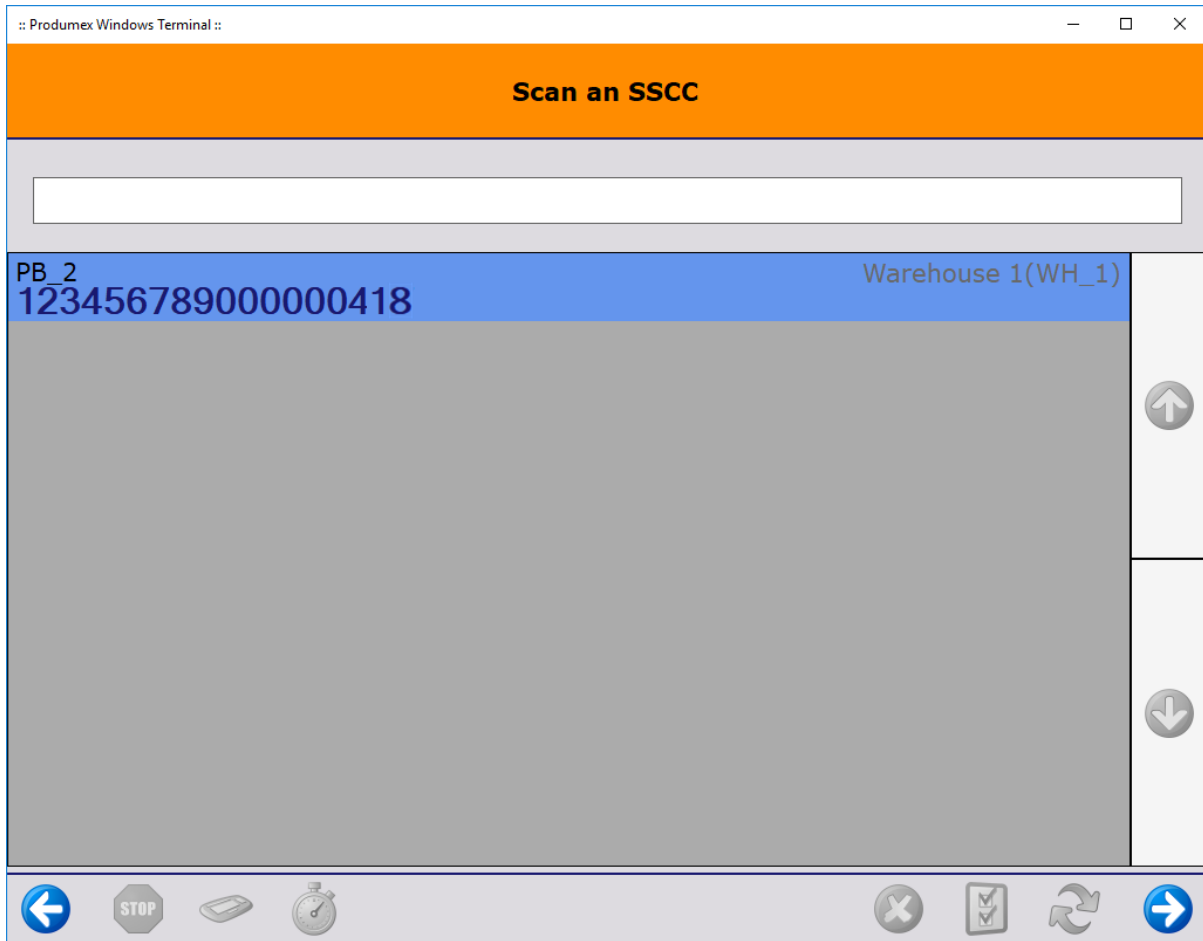 :: Produmex Windows Terminal ::
Scan an SSCC
PB_2 Warehouse 1(WH_1)
123456789000000418
STOP